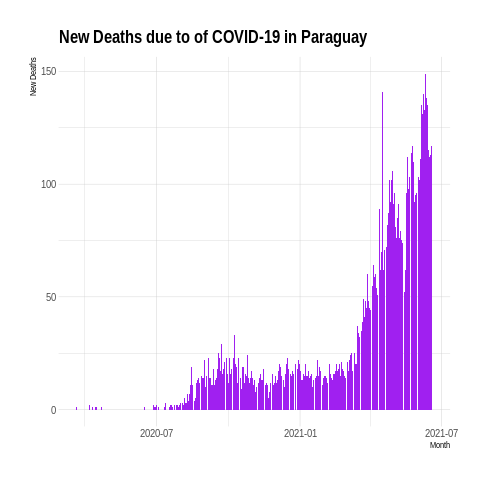 New Deaths due to of COVID-19 in Paraguay
New Deaths
150
100
50
0
2020-07
2021-01
2021-07
Month